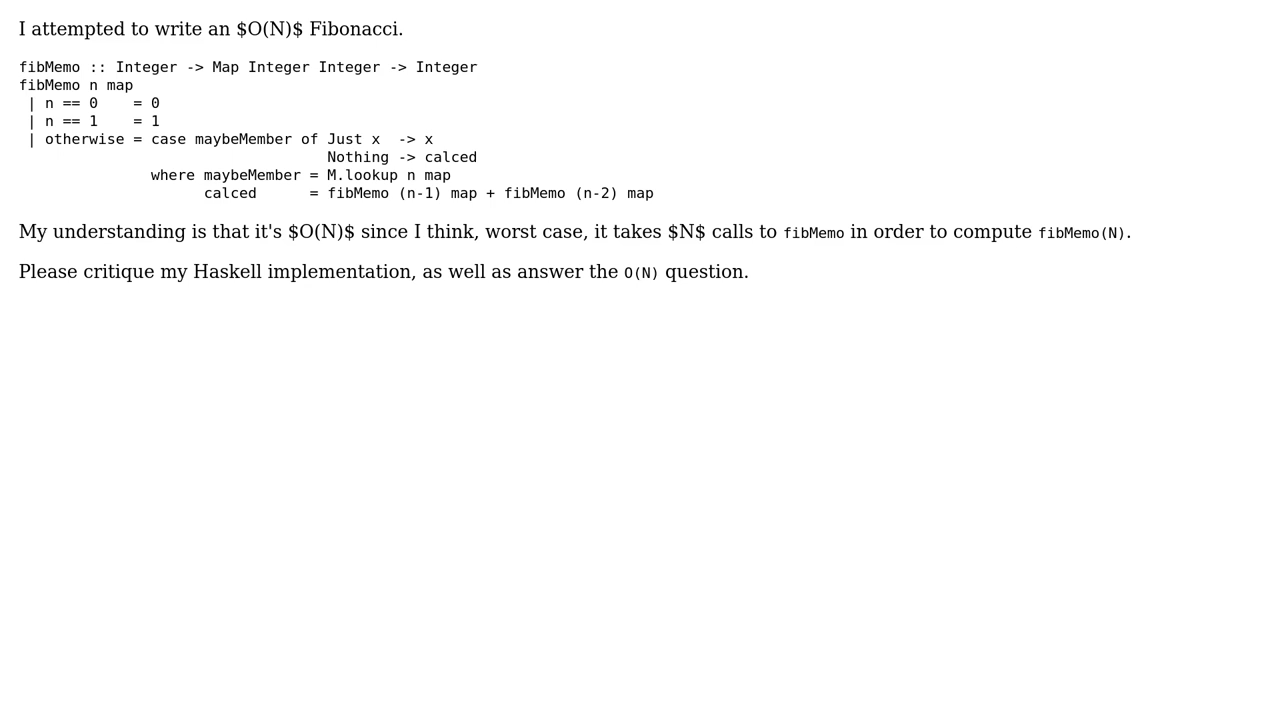 I attempted to write an $O(N)$ Fibonacci.
fibMemo :: Integer -> Map Integer Integer -> Integer
fibMemo n map
 | n == 0    = 0
 | n == 1    = 1
 | otherwise = case maybeMember of Just x  -> x
                                   Nothing -> calced
               where maybeMember = M.lookup n map
                     calced      = fibMemo (n-1) map + fibMemo (n-2) map
My understanding is that it's $O(N)$ since I think, worst case, it takes $N$ calls to fibMemo in order to compute fibMemo(N).
Please critique my Haskell implementation, as well as answer the O(N) question.